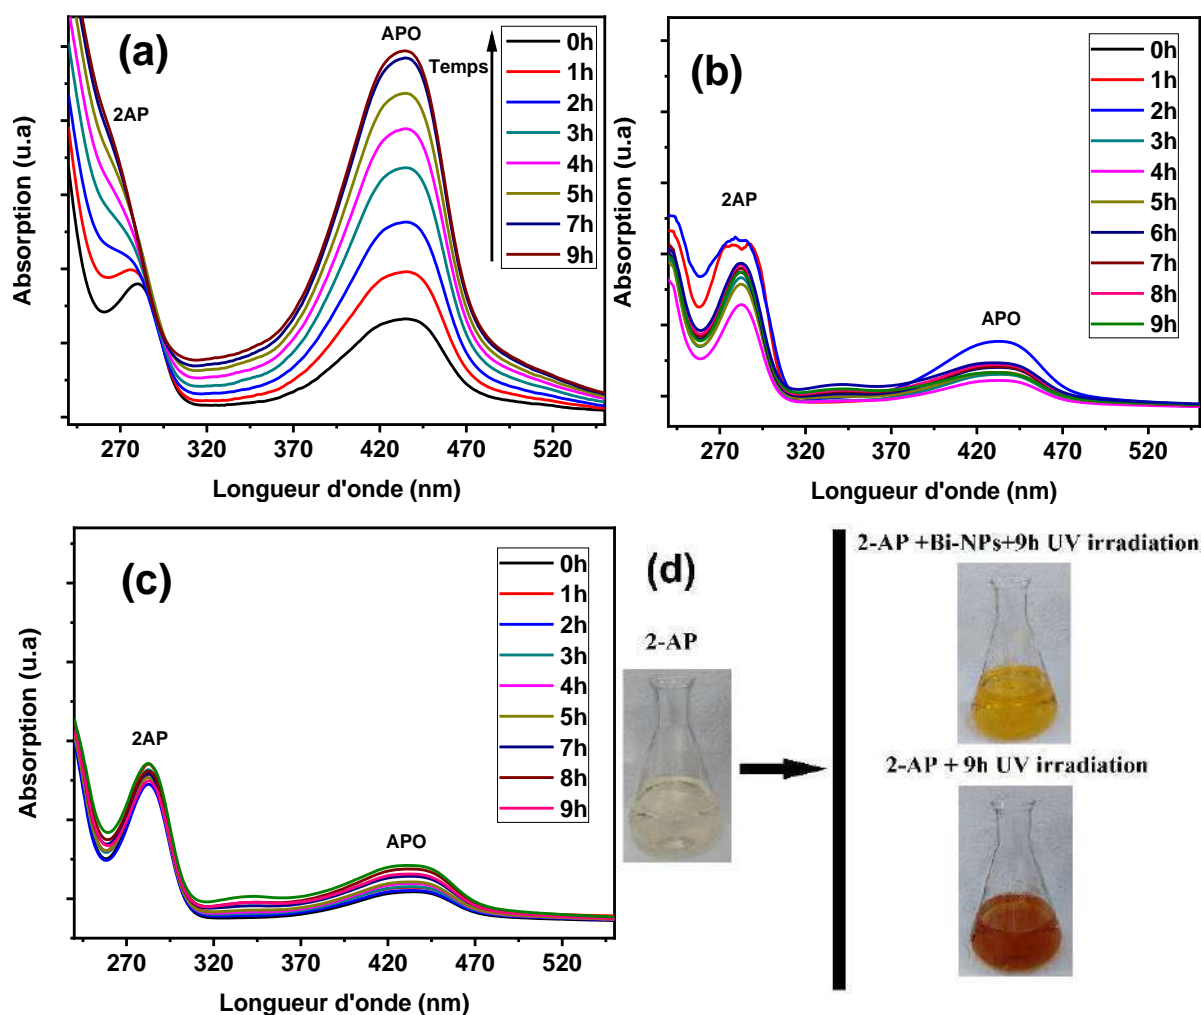 (a)
APO
Temps
2AP
0h
1h
2h
3h
4h
5h
7h
9h
Absorption (u.a)
270 320 370 420 470 520
Longueur d'onde (nm)
(b)
2AP
APO
0h
1h
2h
3h
4h
5h
6h
7h
8h
9h
Absorption (u.a)
270 320 370 420 470 520
Longueur d'onde (nm)
(c)
2AP
APO
0h
1h
2h
3h
4h
5h
7h
8h
9h
Absorption (u.a)
270 320 370 420 470 520
Longueur d'onde (nm)
(d)
2-AP
2-AP +Bi-NPs+9h UV irradiation
2-AP + 9h UV irradiation